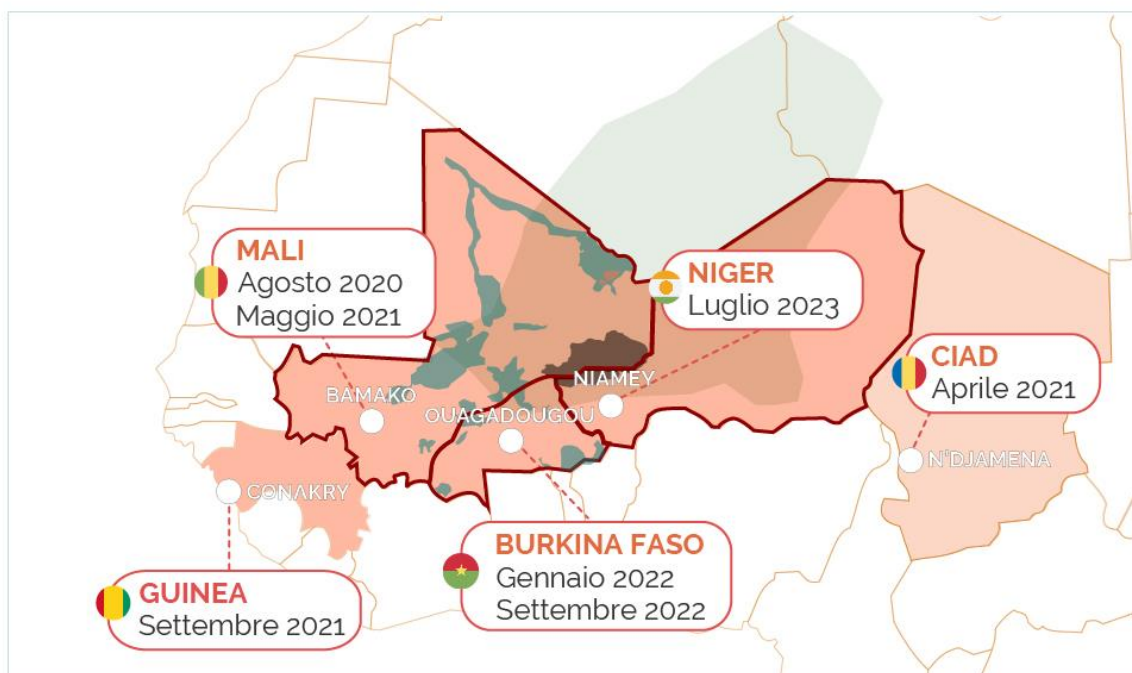 MALI
Agosto 2020
Maggio 2021
NIGER
Luglio 2023
CIAD
Aprile 2021
NIAMEY
BAMAKO
OUAGADOUGOU
N'DJAMENA
CONAKRY
BURKINA FASO
Gennaio 2022
Settembre 2022
GUINEA
Settembre 2021